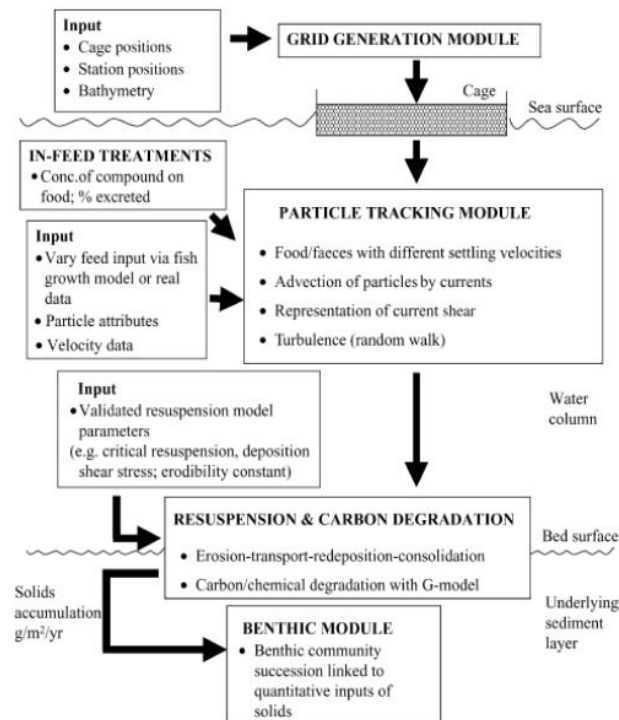 Input
• Cage positions
• Station positions
• Bathymetry
GRID GENERATION MODULE
Cage
Sea surface
IN-FEED TREATMENTS
• Conc.of compound on
food; % excreted
Input
• Vary feed input via fish
growth model or real
data
• Particle attributes
• Velocity data
PARTICLE TRACKING MODULE
• Food/faeces with different settling velocities
• Advection of particles by currents
• Representation of current shear
• Turbulence (random walk)
Input
• Validated resuspension model
parameters
(e.g. critical resuspension, deposition
shear stress; erodibility constant)
Water
column
RESUSPENSION & CARBON DEGRADATION
• Erosion-transport-redeposition-consolidation
• Carbon/chemical degradation with G-model
Bed surface
Solids
accumulation
g/m²/yr
Underlying
sediment
layer
BENTHIC MODULE
• Benthic community
succession linked to
quantitative inputs of
solids